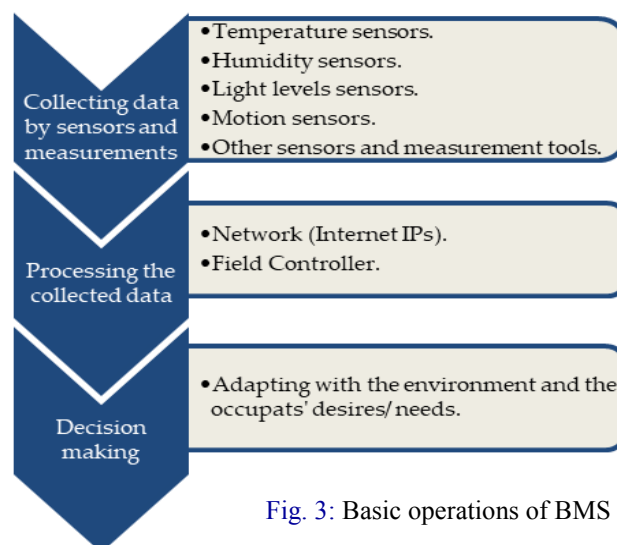 Collecting data
by sensors and
measurements
•Temperature sensors.
•Humidity sensors.
•Light levels sensors.
•Motion sensors.
•Other sensors and measurement tools.
Processing the
collected data
•Network (Internet IPs).
•Field Controller.
Decision
making
•Adapting with the environment and the
occupats' desires/needs.
Fig. 3: Basic operations of BMS